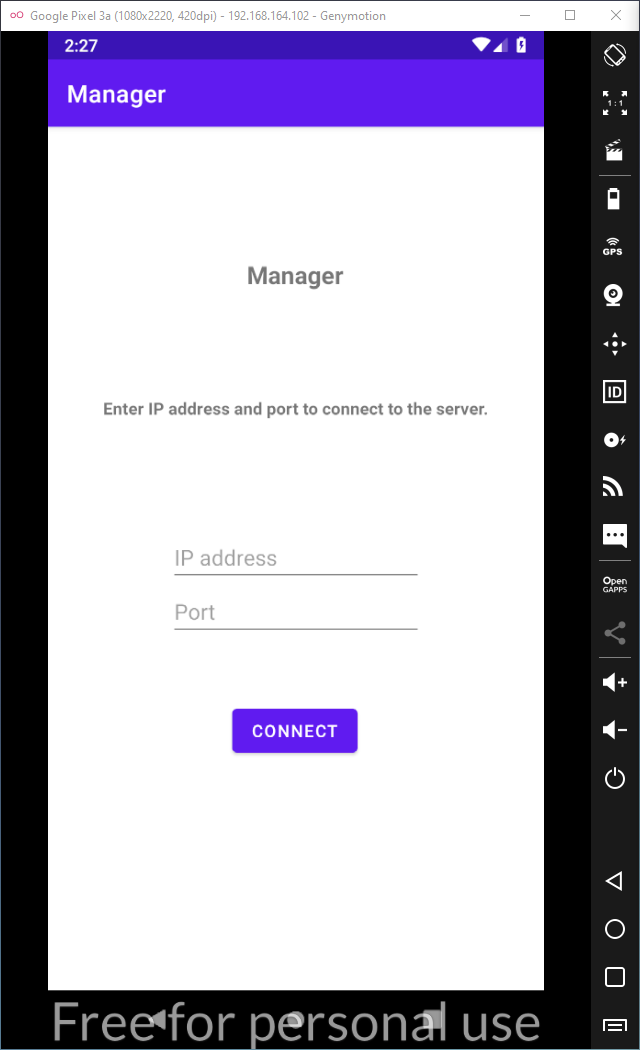 Google Pixel 3a (1080x2220, 420dpi) - 192.168.164.102 - Genymotion
2:27
Manager
1:1
GPS
Manager
ID
Enter IP address and port to connect to the server.
IP address
Open
GAPPS
Port
CONNECT
Free for personal use